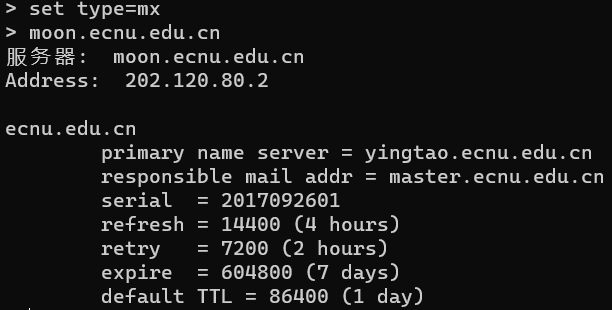 > set type=mx
> moon.ecnu.edu.cn
服务器:  moon.ecnu.edu.cn
Address:  202.120.80.2

ecnu.edu.cn
        primary name server = yingtao.ecnu.edu.cn
        responsible mail addr = master.ecnu.edu.cn
        serial  = 2017092601
        refresh = 14400 (4 hours)
        retry   = 7200 (2 hours)
        expire  = 604800 (7 days)
        default TTL = 86400 (1 day)